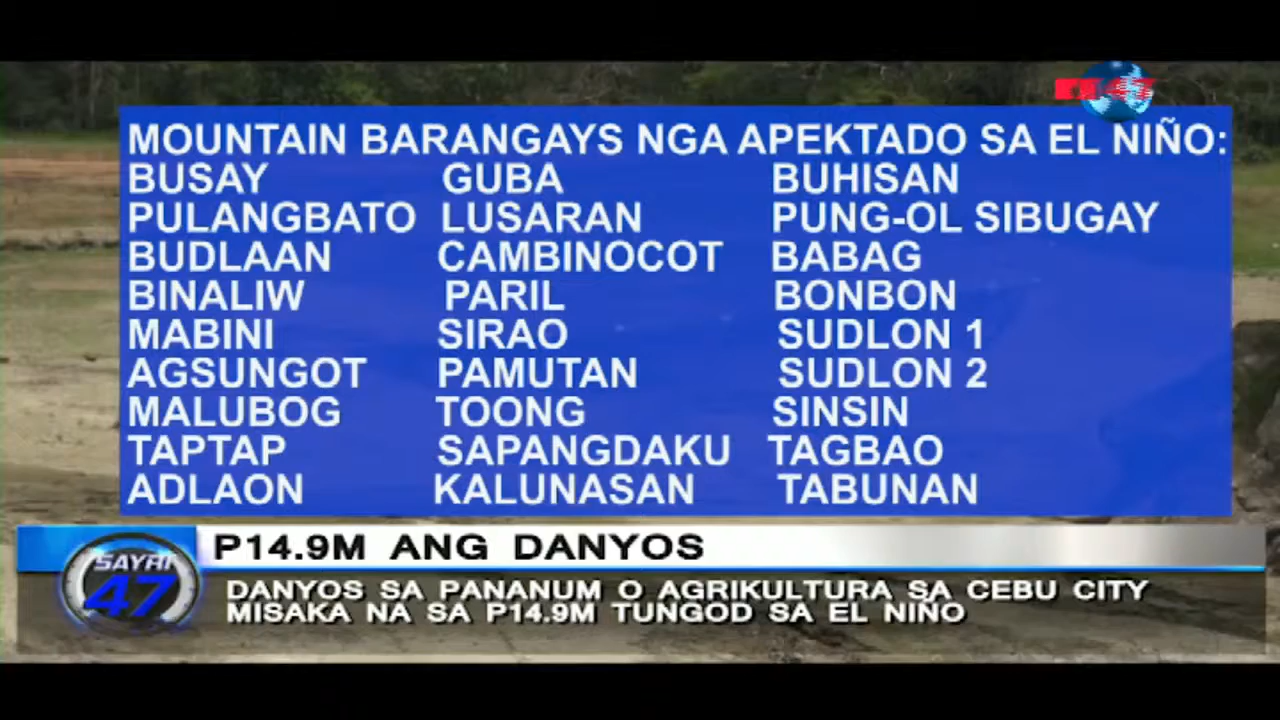 MOUNTAIN BARANGAYS NGA APEKTADO SA EL NIÑO:
BUSAY GUBA BUHISAN
PULANGBATO LUSARAN PUNG-OL SIBUGAY
BUDLAAN CAMBINOCOT BABAG
BINALIW PARIL BONBON
MABINI SIRAO SUDLON 1
AGSUNGOT PAMUTAN SUDLON 2
MALUBOG TOONG SINSIN
TAPTAP SAPANGDAKU TAGBAO
ADLAON KALUNASAN TABUNAN
P14.9M ANG DANYOS
SAYRI
47
DANYOS SA PANANUM O AGRIKULTURA SA CEBU CITY
MISAKA NA SA P14.9M TUNGOD SA EL NIÑO